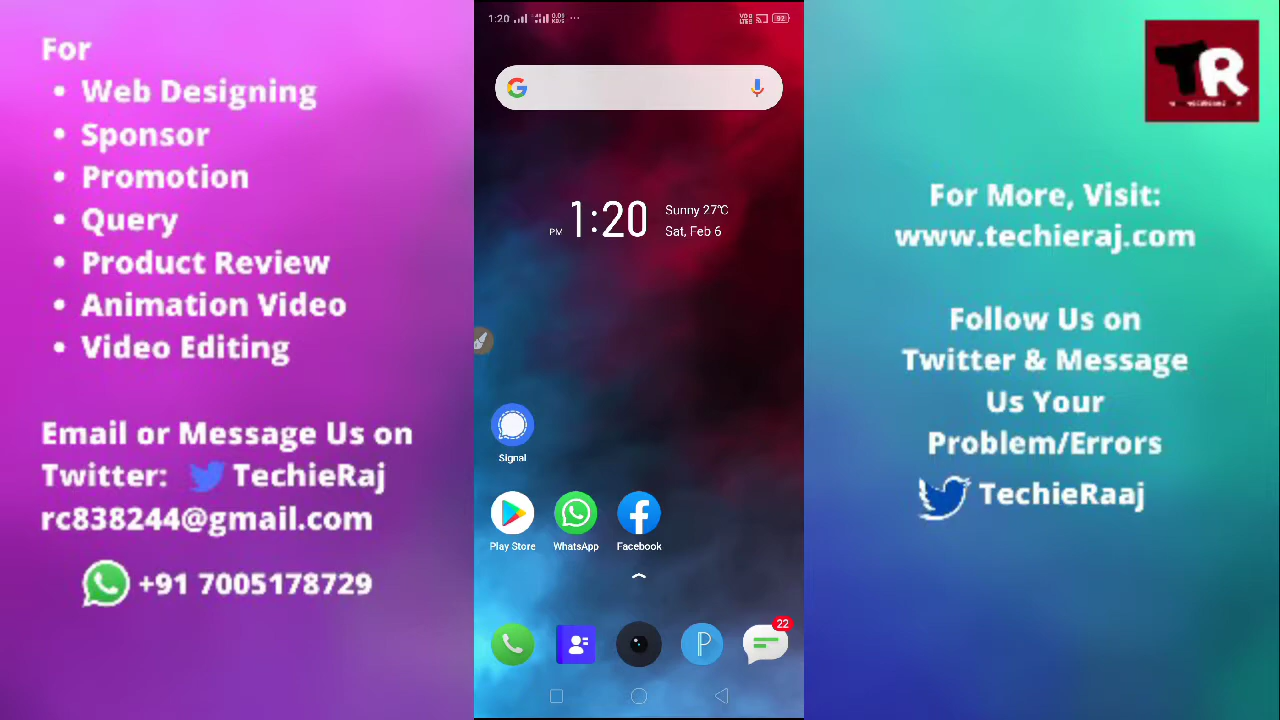 For
• Web Designing
• Sponsor
• Promotion
• Query
• Product Review
• Animation Video
• Video Editing
Email or Message Us on
Twitter: TechieRaj
rc838244@gmail.com
+91 7005178729
1:20
92
PM 1:20
Sunny 27℃
Sat, Feb 6
Signal
Play Store WhatsApp Facebook
22
TR
For More, Visit:
www.techieraj.com
Follow Us on
Twitter & Message
Us Your
Problem/Errors
TechieRaaj